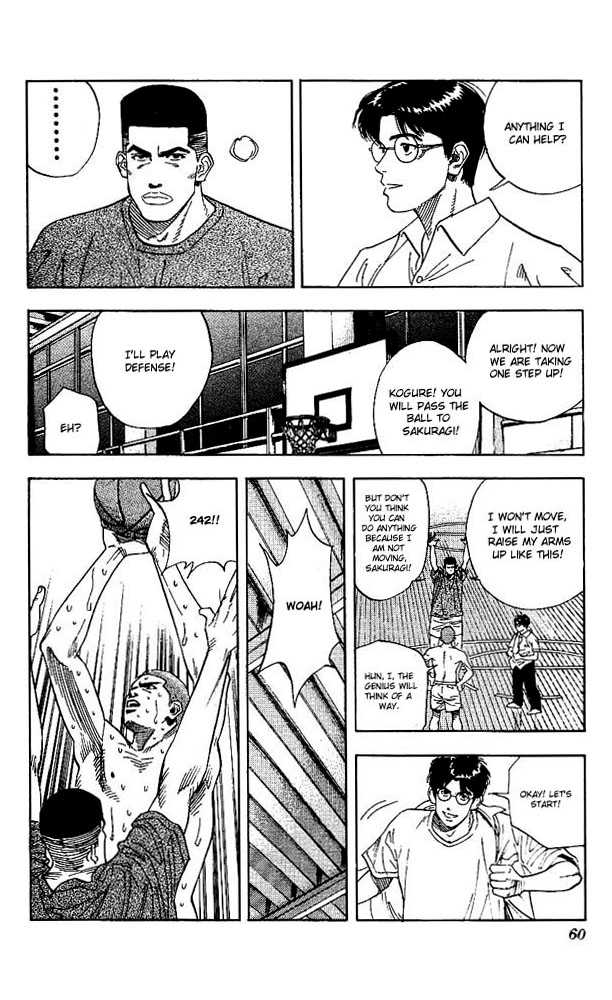 ANYTHING I
CAN HELP?
......
ALRIGHT! NOW
WE ARE TAKING
ONE STEP UP!
KOGURE! YOU
WILL PASS THE
BALL TO
SAKURAGI!
I'LL PLAY
DEFENSE!
EH?
I WON'T MOVE,
I WILL JUST
RAISE MY ARMS
UP LIKE THIS!
BUT DON'T
YOU THINK
YOU CAN
DO ANYTHING
BECAUSE I
AM NOT
MOVING,
SAKURAGI!
HUN, I, THE
GENIUS WILL
THINK OF
A WAY.
OKAY! LET'S
START!
WOAH!
242!!
60